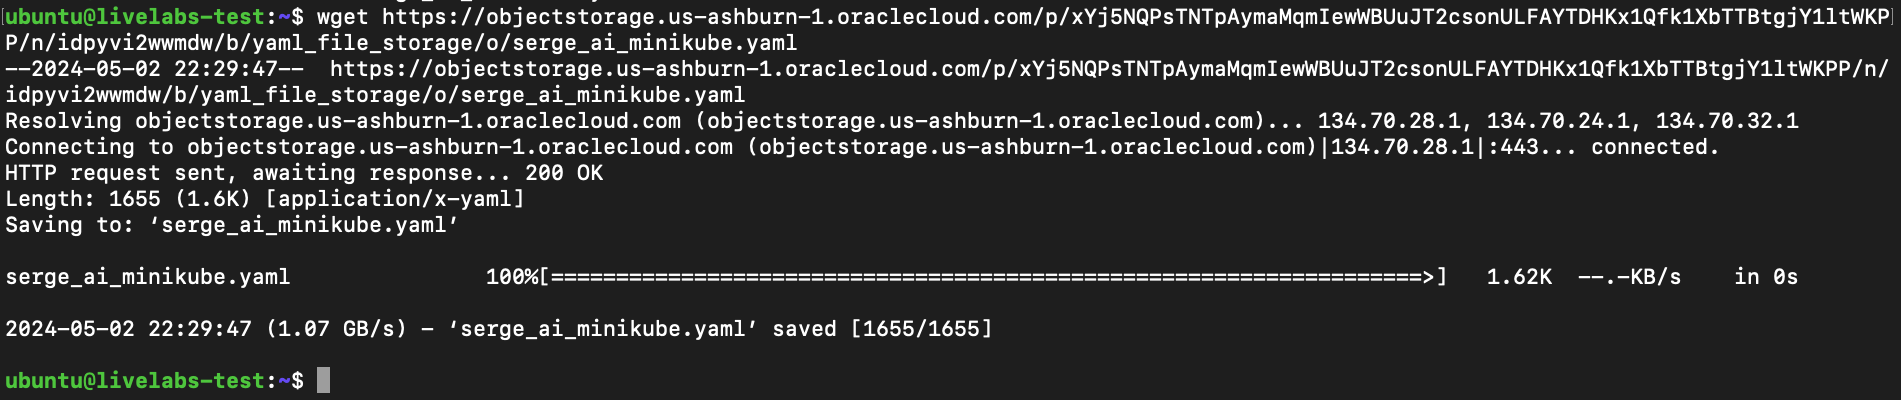 ubuntu@livelabs-test:~$ wget https://objectstorage.us-ashburn-1.oraclecloud.com/p/xYj5NQPsTNTpAymaMqmIewWBUuJT2csonULFAYTDHKx1Qfk1XbTTBtgjY1ltWKP
P/n/idpyvi2wwmdw/b/yaml_file_storage/o/serge_ai_minikube.yaml
--2024-05-02 22:29:47--  https://objectstorage.us-ashburn-1.oraclecloud.com/p/xYj5NQPsTNTpAymaMqmIewWBUuJT2csonULFAYTDHKx1Qfk1XbTTBtgjY1ltWKPP/n/
idpyvi2wwmdw/b/yaml_file_storage/o/serge_ai_minikube.yaml
Resolving objectstorage.us-ashburn-1.oraclecloud.com (objectstorage.us-ashburn-1.oraclecloud.com)... 134.70.28.1, 134.70.24.1, 134.70.32.1
Connecting to objectstorage.us-ashburn-1.oraclecloud.com (objectstorage.us-ashburn-1.oraclecloud.com)|134.70.28.1|:443... connected.
HTTP request sent, awaiting response... 200 OK
Length: 1655 (1.6K) [application/x-yaml]
Saving to: ‘serge_ai_minikube.yaml’
serge_ai_minikube.yaml               100%[===================================================================>]   1.62K  --.-KB/s    in 0s
2024-05-02 22:29:47 (1.07 GB/s) - ‘serge_ai_minikube.yaml’ saved [1655/1655]
ubuntu@livelabs-test:~$